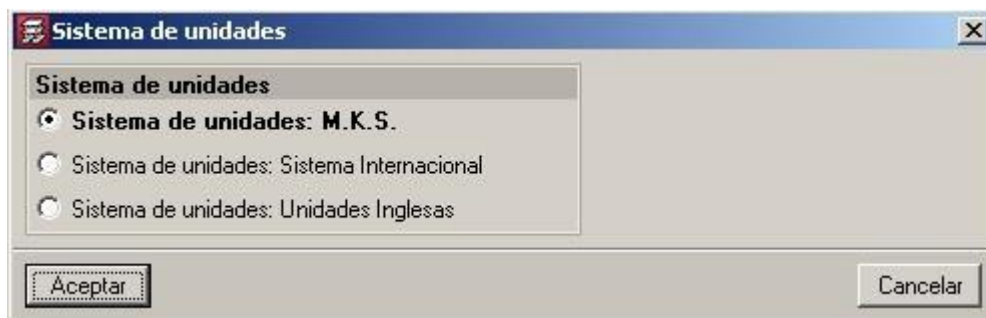 Sistema de unidades
Sistema de unidades
Sistema de unidades: M.K.S.
Sistema de unidades: Sistema Internacional
Sistema de unidades: Unidades Inglesas
Aceptar
Cancelar